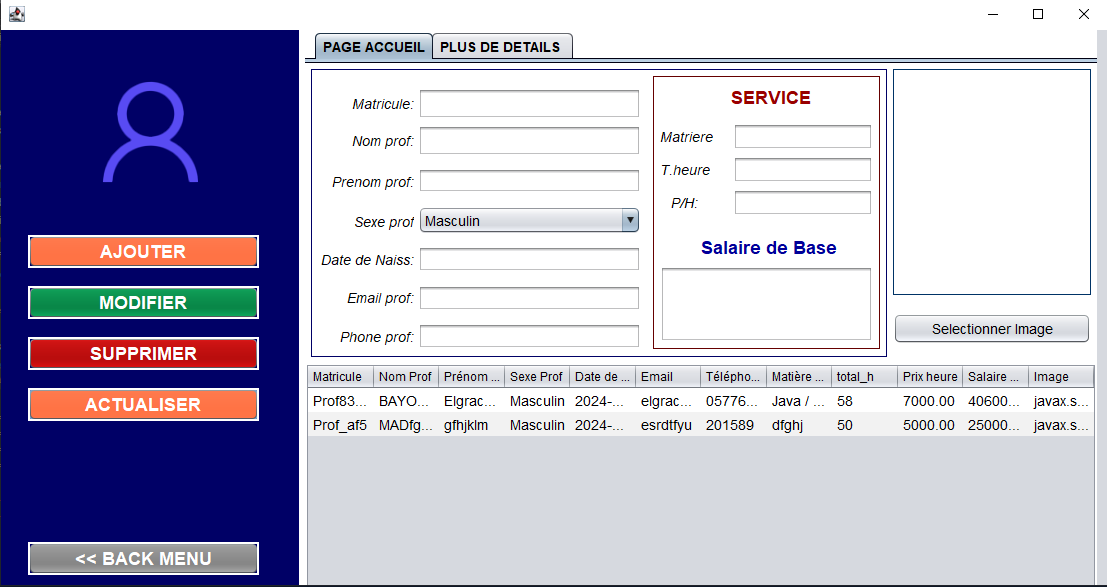 PAGE ACCUEIL PLUS DE DETAILS
AJOUTER
MODIFIER
SUPPRIMER
ACTUALISER
<< BACK MENU
Matricule:
Nom prof:
Prenom prof:
Sexe prof Masculin
Date de Naiss:
Email prof:
Phone prof:
SERVICE
Matriere
T.heure
P/H:
Salaire de Base
Selectionner Image
Matricule Nom Prof Prénom ... Sexe Prof Date de ... Email Télépho... Matière ... total_h Prix heure Salaire ... Image
Prof83... BAYO... Elgrac... Masculin 2024-... elgrac... 05776... Java / ... 58 7000.00 40600... javax.s...
Prof_af5 MADfg... gfhjklm Masculin 2024-... esrdtfyu 201589 dfghj 50 5000.00 25000... javax.s...